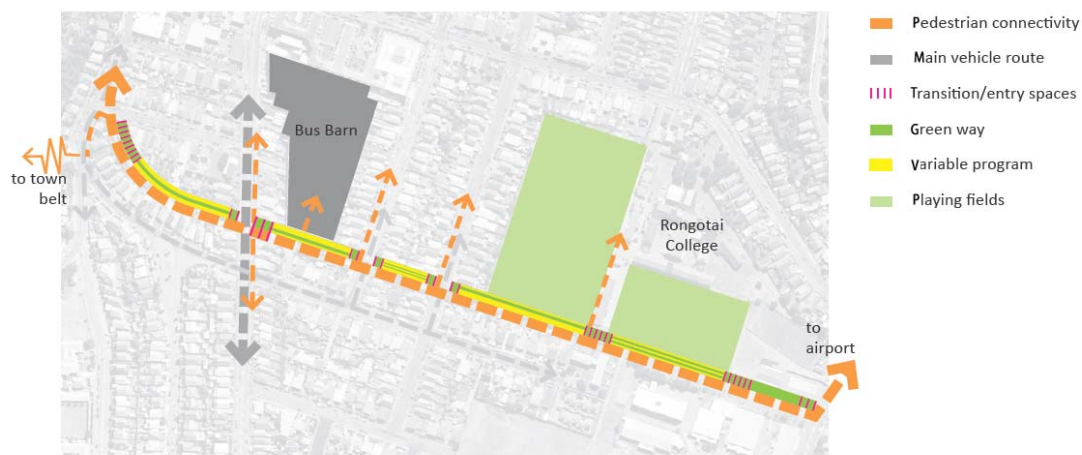 Pedestrian connectivity
Main vehicle route
Transition/entry spaces
Green way
Variable program
Playing fields
Bus Barn
to town
belt
Rongotai
College
to
airport